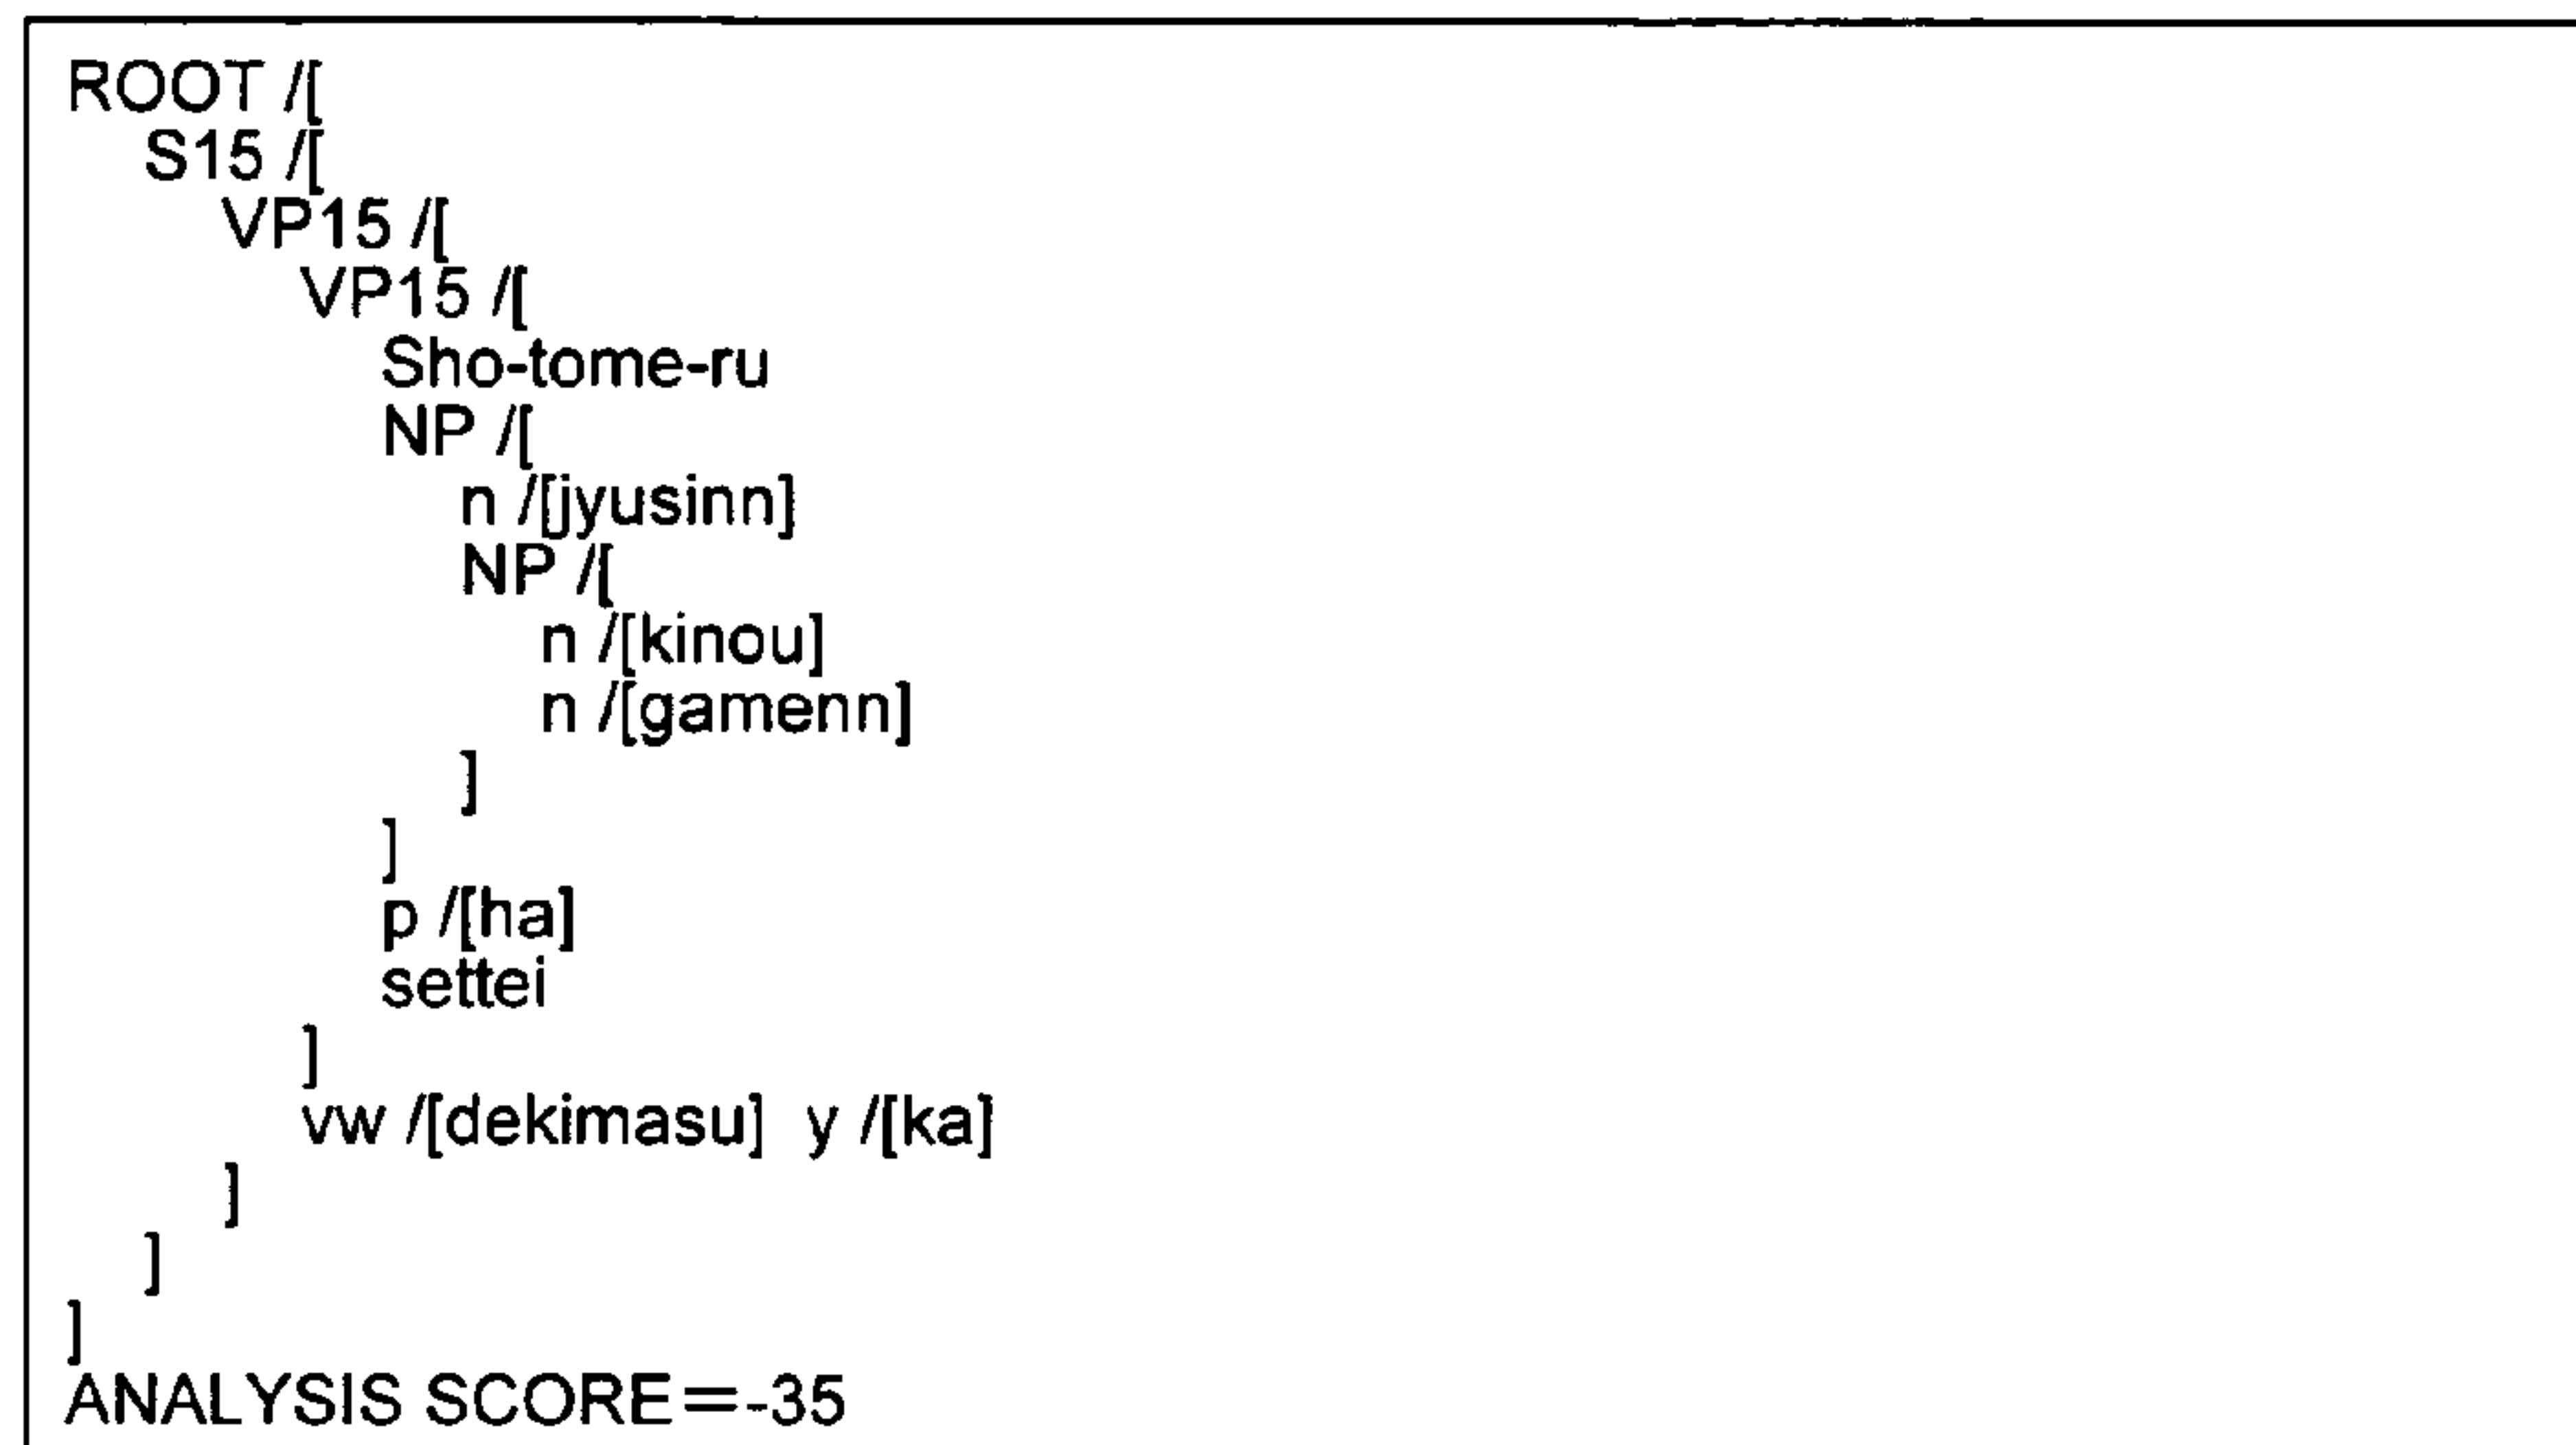 ROOT /[
S15 /[
VP15 /[
VP15 /[
Sho-tome-ru
NP /[
n /[jyusinn]
NP /[
n /[kinou]
n /[gamenn]
]
]
p /[ha]
settei
]
vw /[dekimasu] y /[ka]
]
]
]
ANALYSIS SCORE=-35